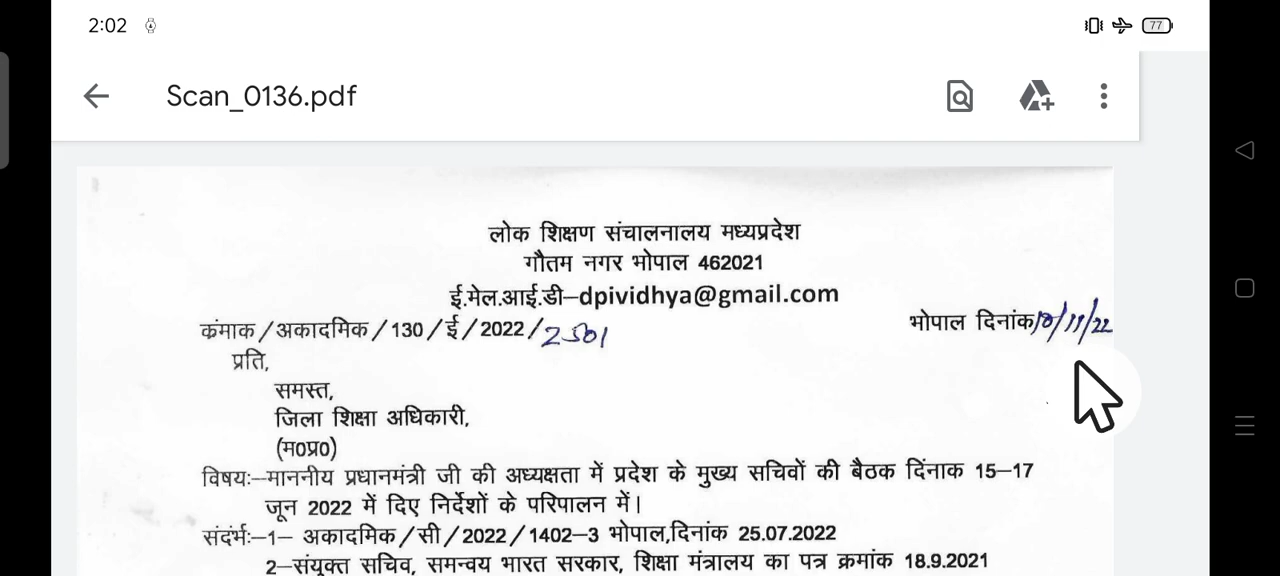 2:02 77
Scan_0136.pdf
लोक शिक्षण संचालनालय मध्यप्रदेश
गौतम नगर भोपाल 462021
ई.मेल.आई.डी–dpividhya@gmail.com
कंमाक/अकादमिक/130/ई/2022/2501
भोपाल दिनांक10/11/22
प्रति,
समस्त,
जिला शिक्षा अधिकारी,
(म0प्र0)
विषयः–माननीय प्रधानमंत्री जी की अध्यक्षता में प्रदेश के मुख्य सचिवों की बैठक दिंनाक 15–17
जून 2022 में दिए निर्देशों के परिपालन में।
संदंर्भः–1– अकादमिक/सी/2022/1402–3 भोपाल,दिनांक 25.07.2022
2–संयुक्त सचिव, समन्वय भारत सरकार, शिक्षा मंत्रालय का पत्र क्रमांक 18.9.2021